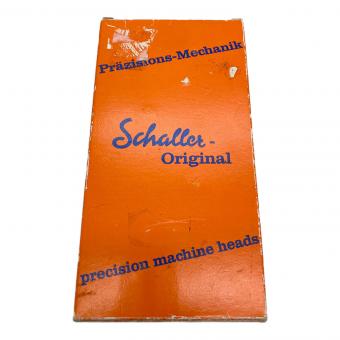 Präzisions-Mechanik
Schaller-
Original
precision machine heads